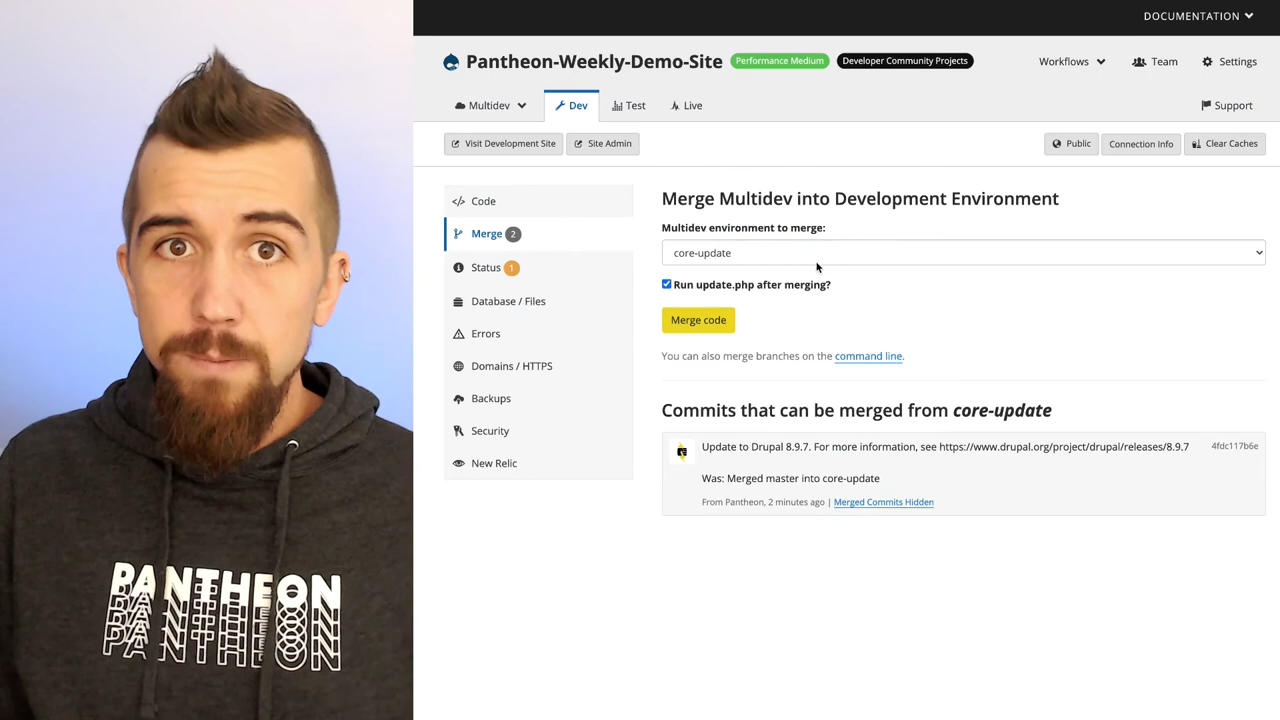 DOCUMENTATION
Pantheon-Weekly-Demo-Site Performance Medium Developer Community Projects Workflows Team Settings
Multidev Dev Test Live Support
Visit Development Site Site Admin Public Connection Info Clear Caches
Code
Merge 2
Status 1
Database / Files
Errors
Domains / HTTPS
Backups
Security
New Relic
Merge Multidev into Development Environment
Multidev environment to merge:
core-update
Run update.php after merging?
Merge code
You can also merge branches on the command line.
Commits that can be merged from core-update
Update to Drupal 8.9.7. For more information, see https://www.drupal.org/project/drupal/releases/8.9.7 4fdc117b6e
Was: Merged master into core-update
From Pantheon, 2 minutes ago | Merged Commits Hidden
PANTHEON
PANTHEON
PANTHEON
PANTHEON